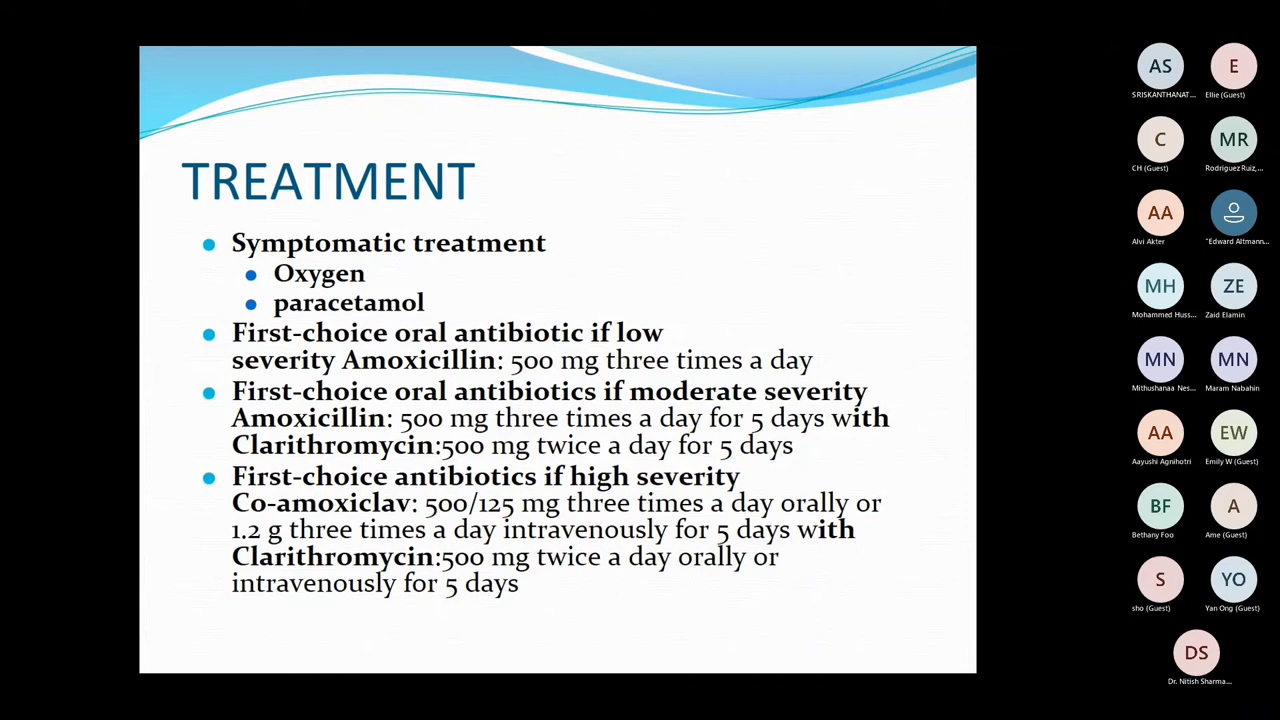 TREATMENT
Symptomatic treatment
Oxygen
paracetamol
First-choice oral antibiotic if low
severity Amoxicillin: 500 mg three times a day
First-choice oral antibiotics if moderate severity
Amoxicillin: 500 mg three times a day for 5 days with
Clarithromycin:500 mg twice a day for 5 days
First-choice antibiotics if high severity
Co-amoxiclav: 500/125 mg three times a day orally or
1.2 g three times a day intravenously for 5 days with
Clarithromycin:500 mg twice a day orally or
intravenously for 5 days
AS
E
SRISKANTHANAT...
Ellie (Guest)
C
MR
CH (Guest)
Rodriguez Ruiz,...
AA
Alvi Akter
"Edward Altmann...
MH
ZE
Mohammed Huss...
Zaid Elamin
MN
MN
Mithushanaa Nes...
Maram Nabahin
AA
EW
Aayushi Agnihotri
Emily W (Guest)
BF
A
Bethany Foo
Ame (Guest)
S
YO
sho (Guest)
Yan Ong (Guest)
DS
Dr. Nitish Sharma...